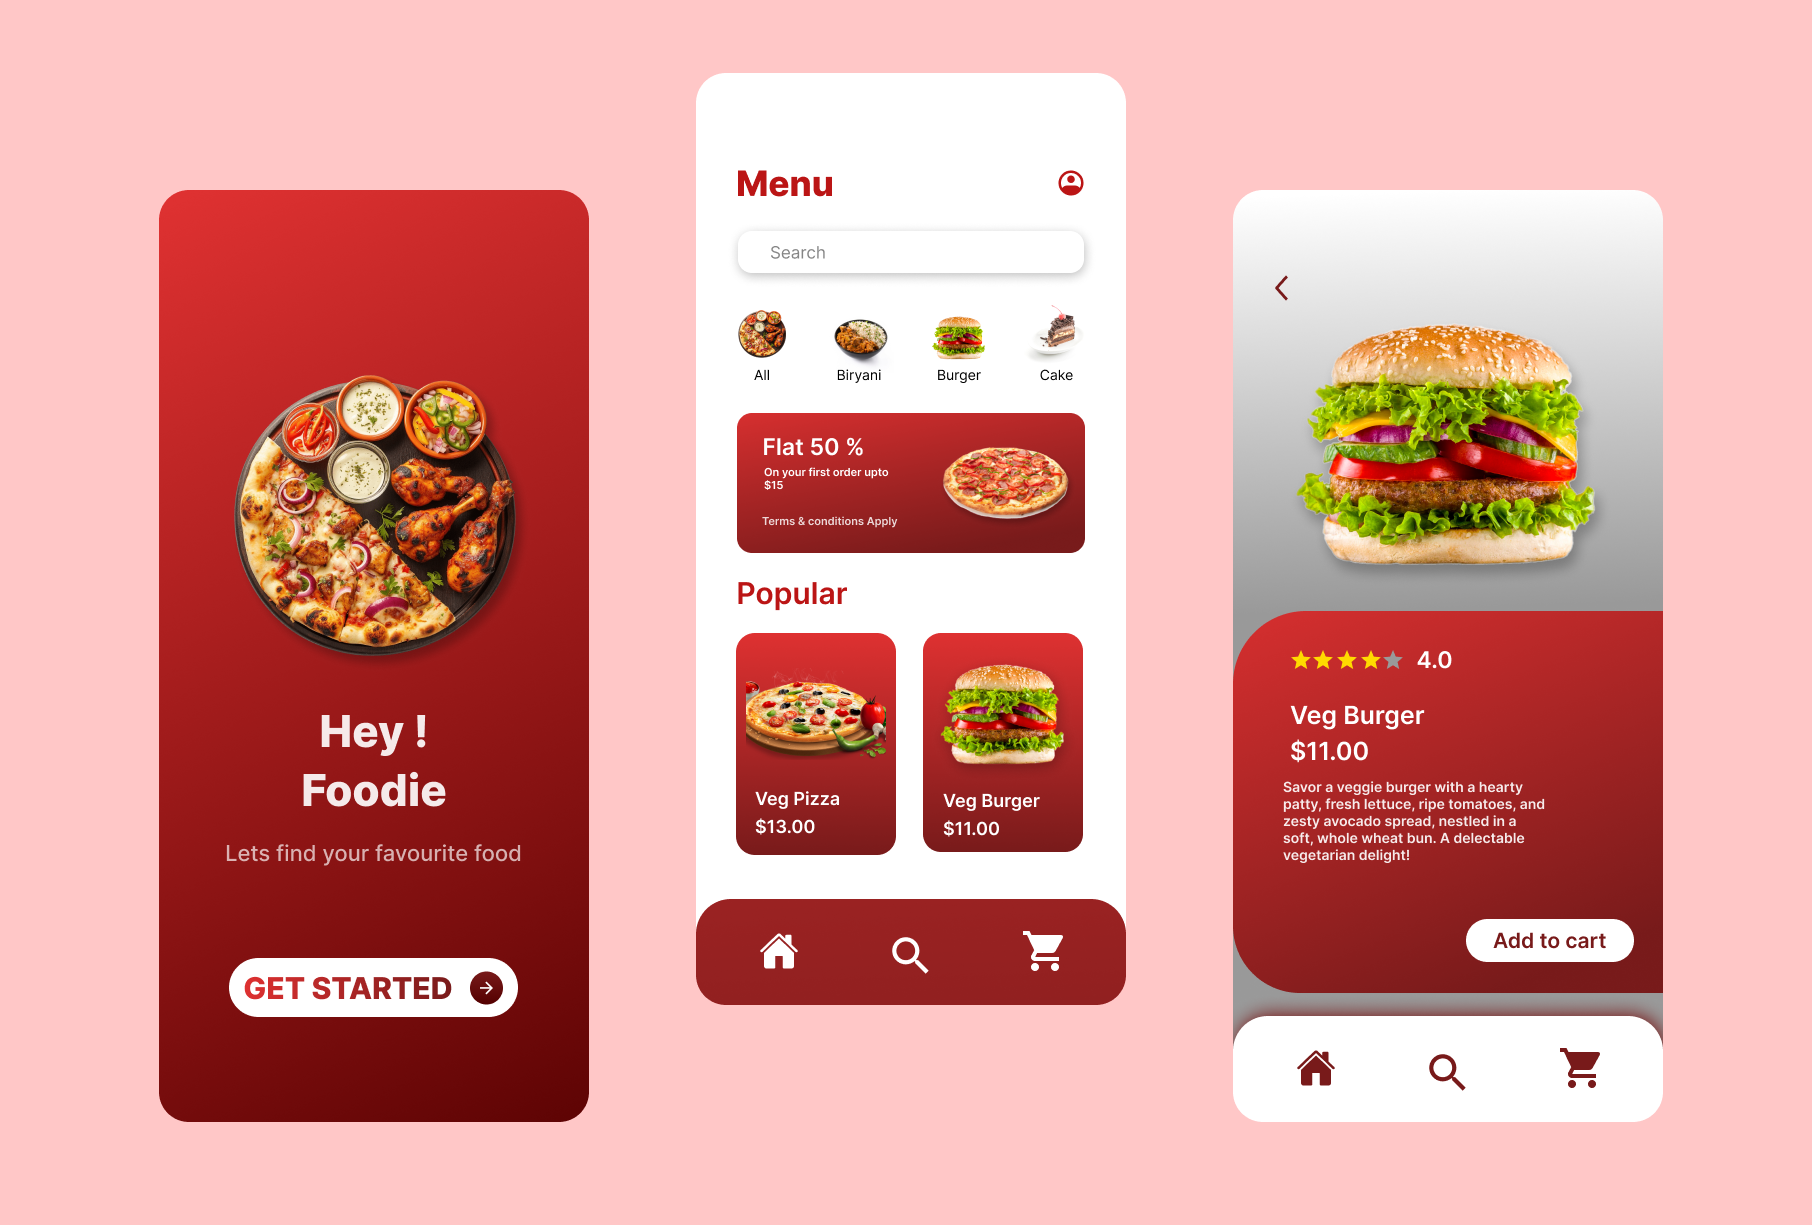 Hey !
Foodie
Lets find your favourite food
GET STARTED
Menu
Search
All
Biryani
Burger
Cake
Flat 50 %
On your first order upto
$15
Terms & conditions Apply
Popular
Veg Pizza
$13.00
Veg Burger
$11.00
4.0
Veg Burger
$11.00
Savor a veggie burger with a hearty
patty, fresh lettuce, ripe tomatoes, and
zesty avocado spread, nestled in a
soft, whole wheat bun. A delectable
vegetarian delight!
Add to cart